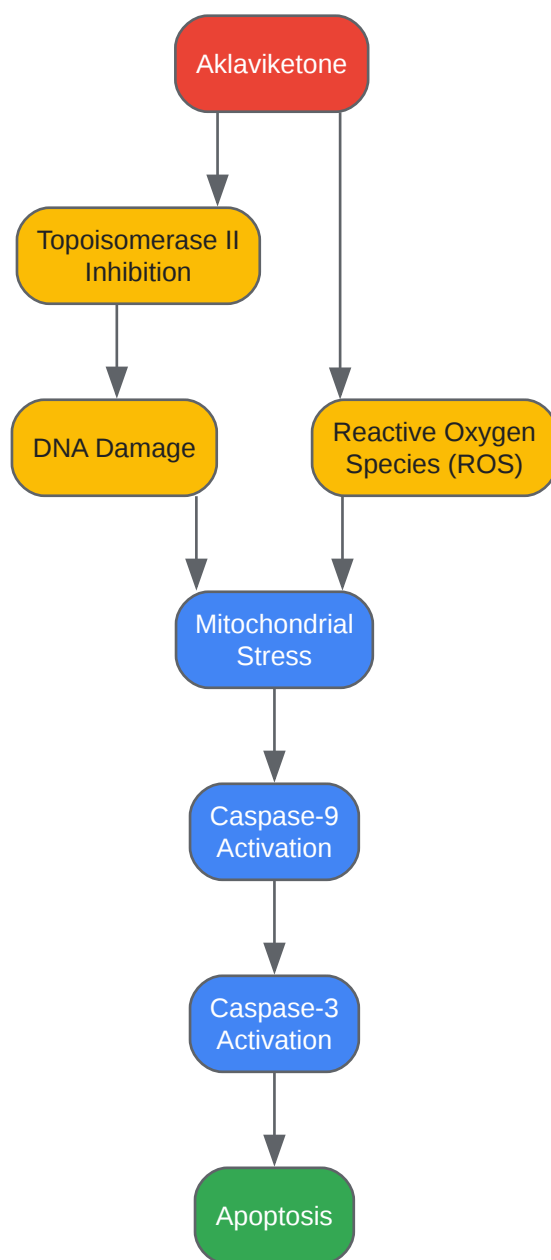 Aklaviketone
Topoisomerase II
Inhibition
DNA Damage
Reactive Oxygen
Species (ROS)
Mitochondrial
Stress
Caspase-9
Activation
Caspase-3
Activation
Apoptosis